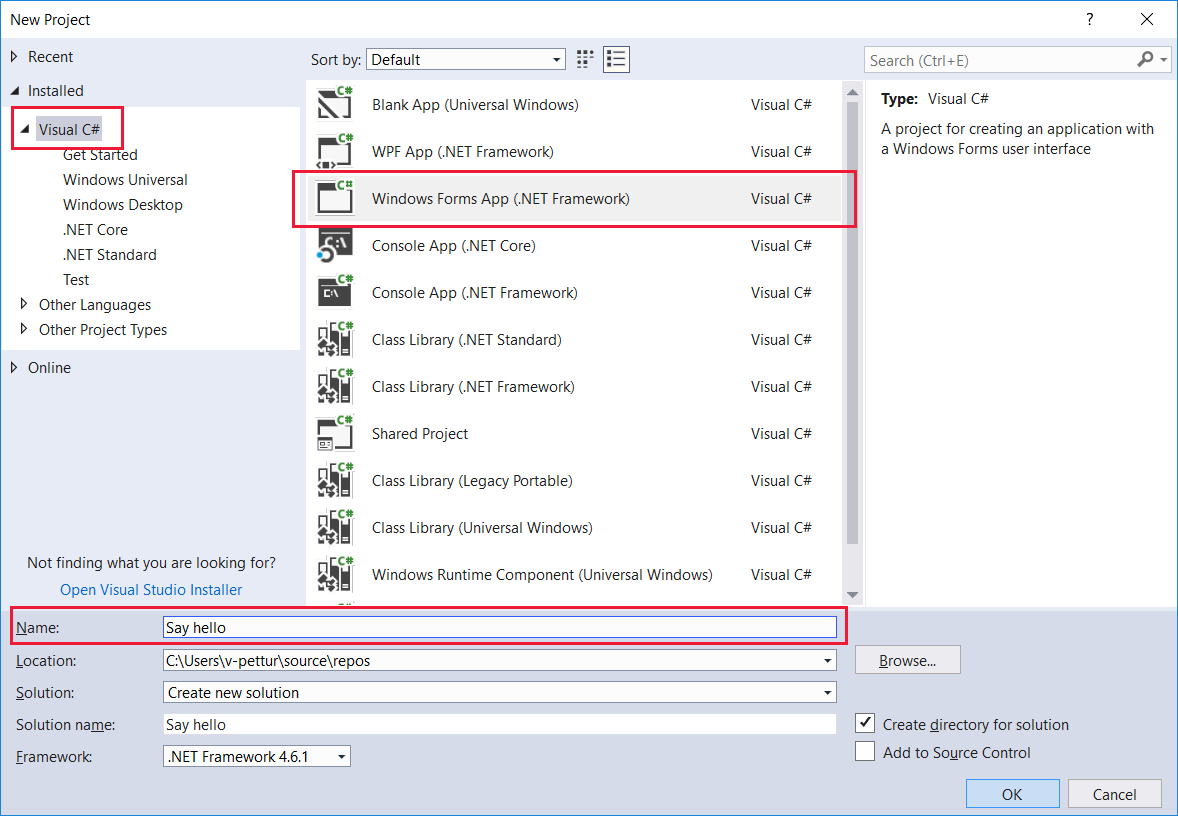 New Project
?
Recent
Installed
Visual C#
Get Started
Windows Universal
Windows Desktop
.NET Core
.NET Standard
Test
Other Languages
Other Project Types
Online
Not finding what you are looking for?
Open Visual Studio Installer
Sort by: Default
C# Blank App (Universal Windows) Visual C#
C# WPF App (.NET Framework) Visual C#
C# Windows Forms App (.NET Framework) Visual C#
C:\ Console App (.NET Core) Visual C#
C# C:\ Console App (.NET Framework) Visual C#
C# Class Library (.NET Standard) Visual C#
C# Class Library (.NET Framework) Visual C#
C# Shared Project Visual C#
C# Class Library (Legacy Portable) Visual C#
C# Class Library (Universal Windows) Visual C#
C# Windows Runtime Component (Universal Windows) Visual C#
Search (Ctrl+E)
Type: Visual C#
A project for creating an application with
a Windows Forms user interface
Name: Say hello
Location: C:\Users\v-pettur\source\repos
Browse...
Solution: Create new solution
Solution name: Say hello
Create directory for solution
Framework: .NET Framework 4.6.1
Add to Source Control
OK Cancel